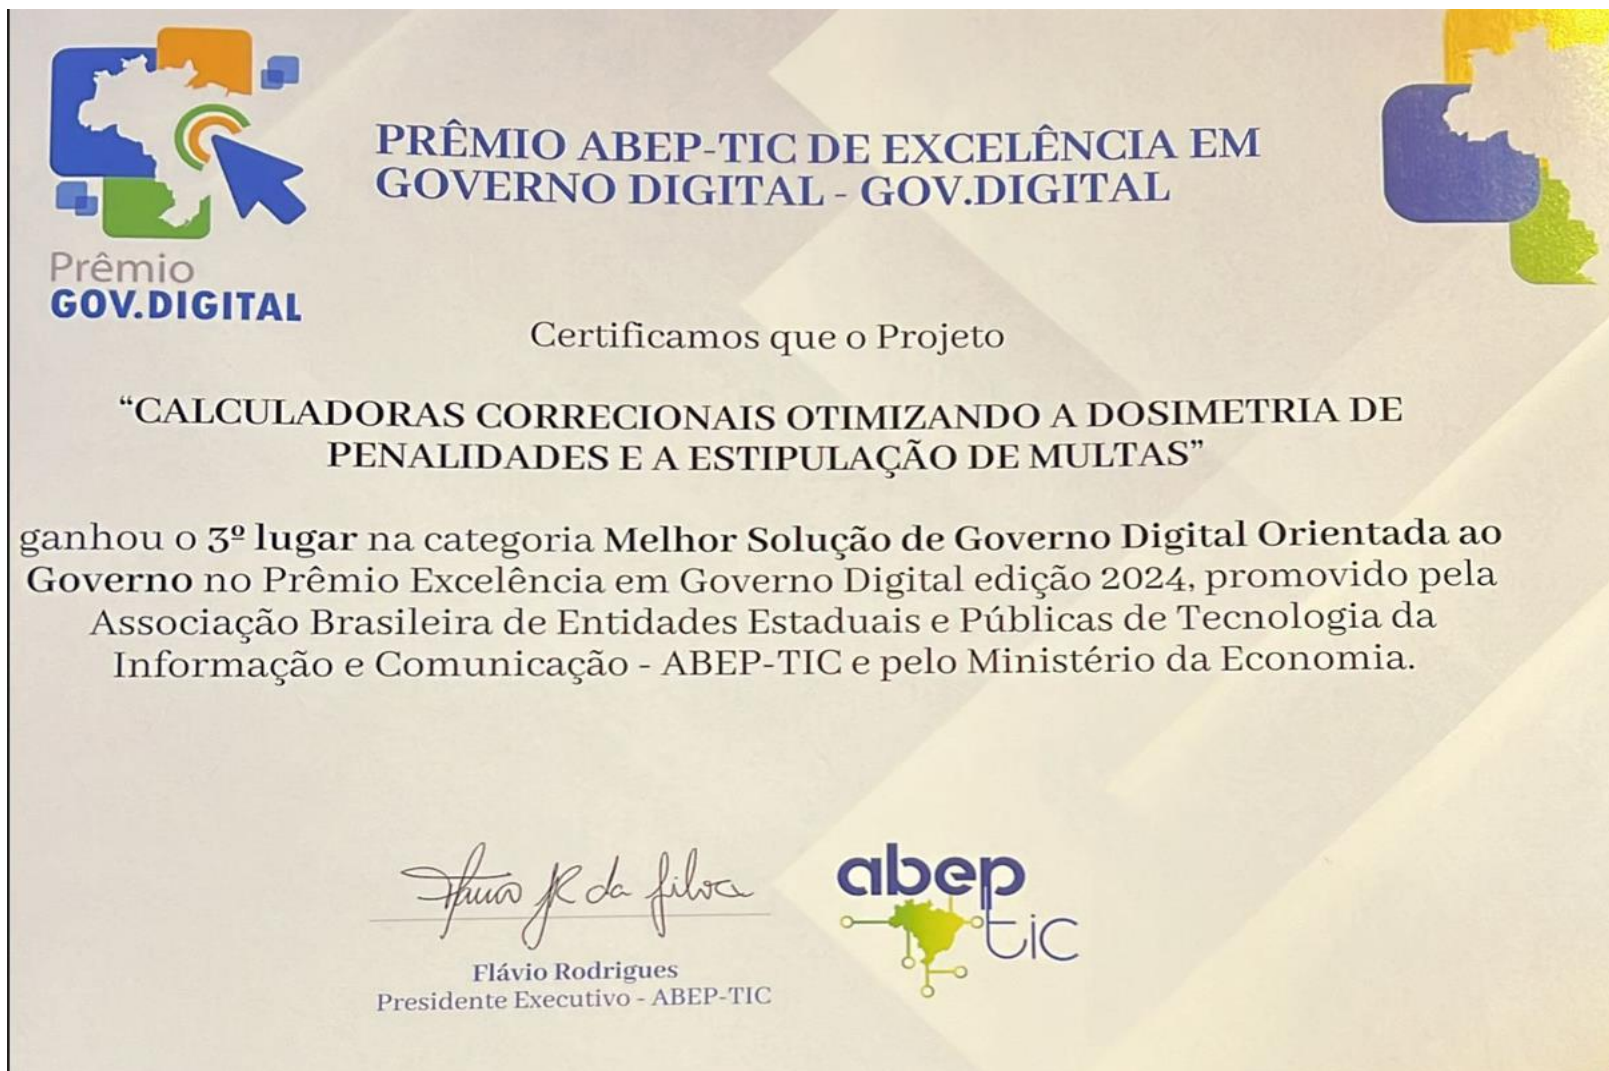 Prêmio
GOV.DIGITAL
PRÊMIO ABEP-TIC DE EXCELÊNCIA EM
GOVERNO DIGITAL - GOV.DIGITAL
Certificamos que o Projeto
“CALCULADORAS CORRECIONAIS OTIMIZANDO A DOSIMETRIA DE
PENALIDADES E A ESTIPULAÇÃO DE MULTAS”
ganhou o 3º lugar na categoria Melhor Solução de Governo Digital Orientada ao
Governo no Prêmio Excelência em Governo Digital edição 2024, promovido pela
Associação Brasileira de Entidades Estaduais e Públicas de Tecnologia da
Informação e Comunicação - ABEP-TIC e pelo Ministério da Economia.
da Silva
Flávio Rodrigues
Presidente Executivo - ABEP-TIC
abep
tic